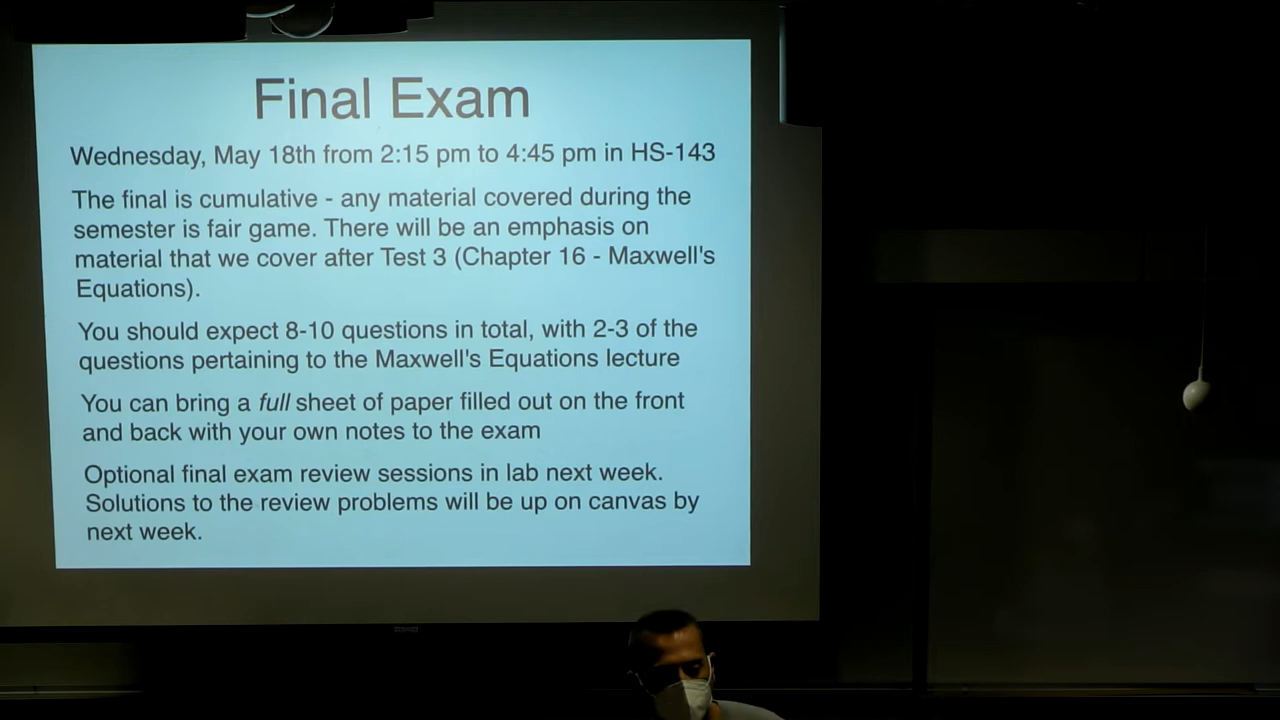 Final Exam
Wednesday, May 18th from 2:15 pm to 4:45 pm in HS-143
The final is cumulative - any material covered during the
semester is fair game. There will be an emphasis on
material that we cover after Test 3 (Chapter 16 - Maxwell's
Equations).
You should expect 8-10 questions in total, with 2-3 of the
questions pertaining to the Maxwell's Equations lecture
You can bring a full sheet of paper filled out on the front
and back with your own notes to the exam
Optional final exam review sessions in lab next week.
Solutions to the review problems will be up on canvas by
next week.